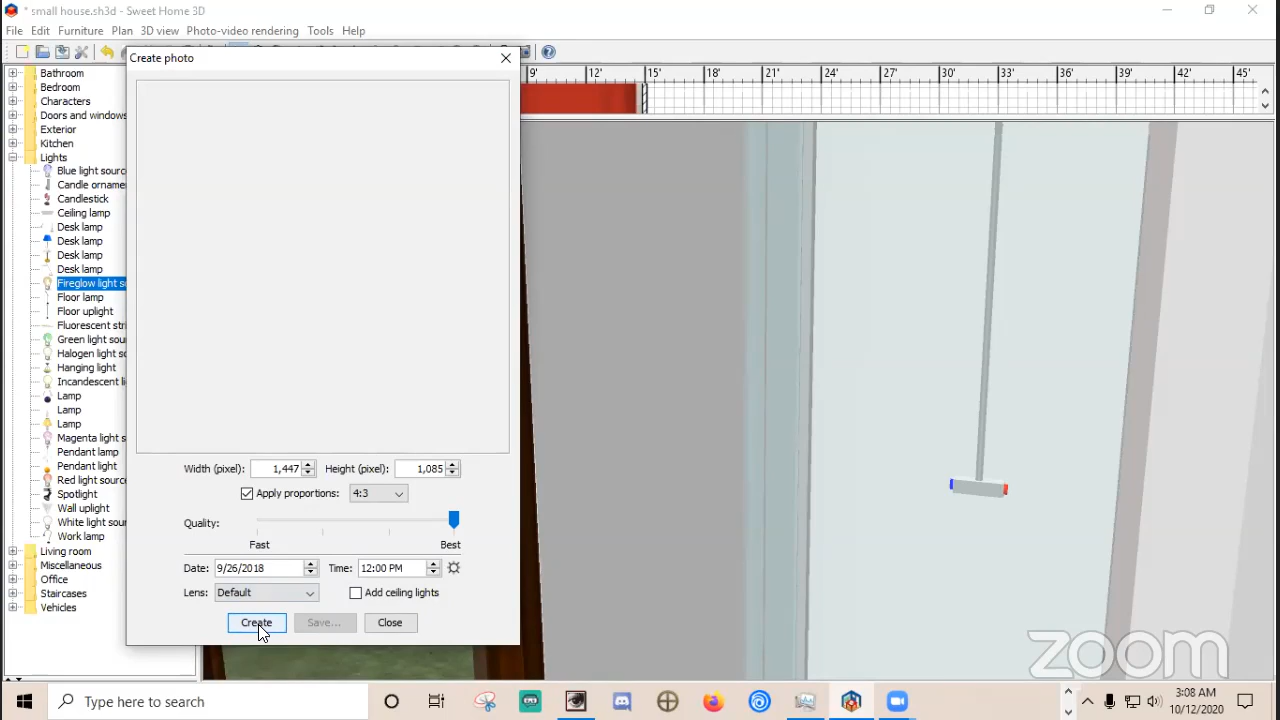 * small house.sh3d - Sweet Home 3D
File Edit Furniture Plan 3D view Photo-video rendering Tools Help
Create photo
9' 12' 15' 18' 21' 24' 27' 30' 33' 36' 39' 42' 45'
Bathroom
Bedroom
Characters
Doors and windows
Exterior
Kitchen
Lights
Blue light sourc
Candle orname
Candlestick
Ceiling lamp
Desk lamp
Desk lamp
Desk lamp
Desk lamp
Fireglow light so
Floor lamp
Floor uplight
Fluorescent stri
Green light sour
Halogen light so
Hanging light
Incandescent li
Lamp
Lamp
Lamp
Magenta light s
Pendant lamp
Pendant light
Red light source
Spotlight
Wall uplight
White light sour
Work lamp
Living room
Miscellaneous
Office
Staircases
Vehicles
Width (pixel): 1,447 Height (pixel): 1,085
Apply proportions: 4:3
Quality:
Fast Best
Date: 9/26/2018 Time: 12:00 PM
Lens: Default Add ceiling lights
Create Save... Close
zoom
Type here to search
3:08 AM
10/12/2020